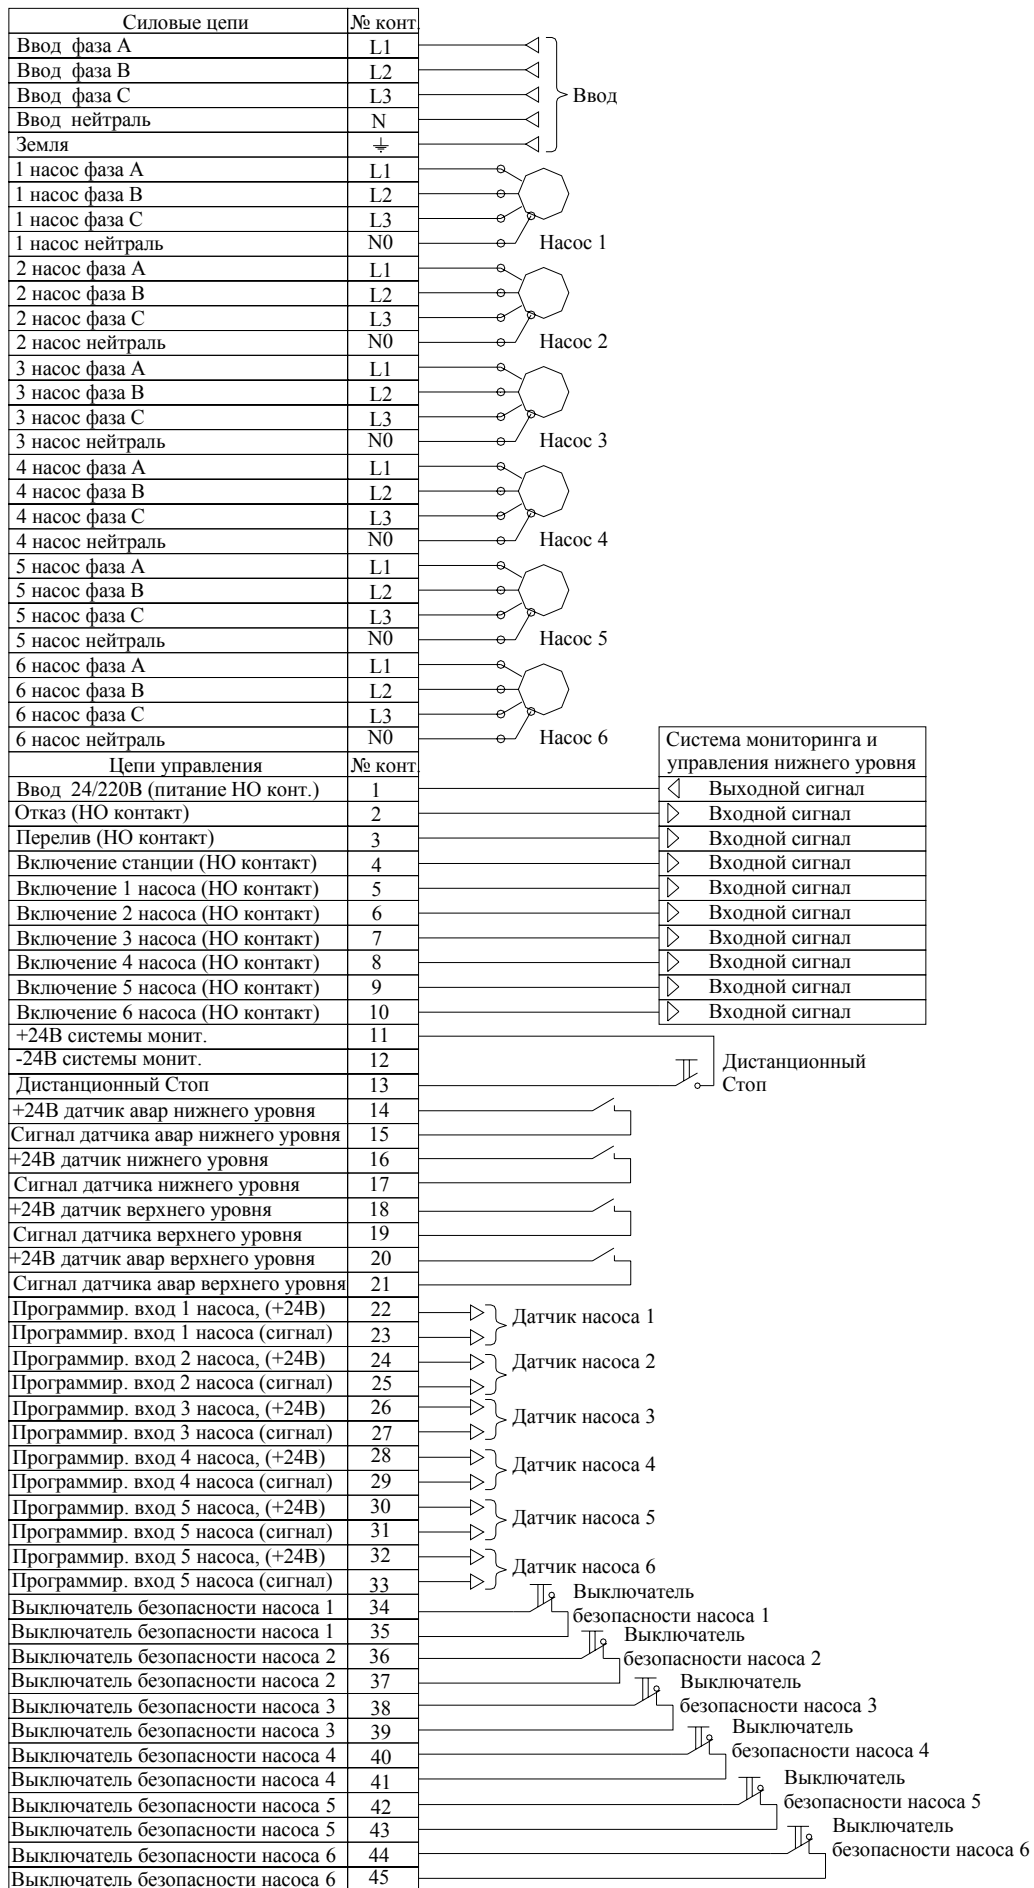 Силовые цепи № конт.
Ввод фаза А L1
Ввод фаза В L2
Ввод фаза С L3
Ввод нейтраль N
Земля
Ввод
1 насос фаза А L1
1 насос фаза В L2
1 насос фаза С L3
1 насос нейтраль N0 Насос 1
2 насос фаза А L1
2 насос фаза В L2
2 насос фаза С L3
2 насос нейтраль N0 Насос 2
3 насос фаза А L1
3 насос фаза В L2
3 насос фаза С L3
3 насос нейтраль N0 Насос 3
4 насос фаза А L1
4 насос фаза В L2
4 насос фаза С L3
4 насос нейтраль N0 Насос 4
5 насос фаза А L1
5 насос фаза В L2
5 насос фаза С L3
5 насос нейтраль N0 Насос 5
6 насос фаза А L1
6 насос фаза В L2
6 насос фаза С L3
6 насос нейтраль N0 Насос 6
Система мониторинга и
управления нижнего уровня
Цепи управления № конт.
Ввод 24/220В (питание НО конт.) 1 Выходной сигнал
Отказ (НО контакт) 2 Входной сигнал
Перелив (НО контакт) 3 Входной сигнал
Включение станции (НО контакт) 4 Входной сигнал
Включение 1 насоса (НО контакт) 5 Входной сигнал
Включение 2 насоса (НО контакт) 6 Входной сигнал
Включение 3 насоса (НО контакт) 7 Входной сигнал
Включение 4 насоса (НО контакт) 8 Входной сигнал
Включение 5 насоса (НО контакт) 9 Входной сигнал
Включение 6 насоса (НО контакт) 10 Входной сигнал
+24В системы монит. 11
-24В системы монит. 12
Дистанционный Стоп 13
Дистанционный
Стоп
+24В датчик авар нижнего уровня 14
Сигнал датчика авар нижнего уровня 15
+24В датчик нижнего уровня 16
Сигнал датчика нижнего уровня 17
+24В датчик верхнего уровня 18
Сигнал датчика верхнего уровня 19
+24В датчик авар верхнего уровня 20
Сигнал датчика авар верхнего уровня 21
Программир. вход 1 насоса, (+24В) 22
Программир. вход 1 насоса (сигнал) 23
Датчик насоса 1
Программир. вход 2 насоса, (+24В) 24
Программир. вход 2 насоса (сигнал) 25
Датчик насоса 2
Программир. вход 3 насоса, (+24В) 26
Программир. вход 3 насоса (сигнал) 27
Датчик насоса 3
Программир. вход 4 насоса, (+24В) 28
Программир. вход 4 насоса (сигнал) 29
Датчик насоса 4
Программир. вход 5 насоса, (+24В) 30
Программир. вход 5 насоса (сигнал) 31
Датчик насоса 5
Программир. вход 5 насоса, (+24В) 32
Программир. вход 5 насоса (сигнал) 33
Датчик насоса 6
Выключатель безопасности насоса 1 34
Выключатель безопасности насоса 1 35
Выключатель
безопасности насоса 1
Выключатель безопасности насоса 2 36
Выключатель безопасности насоса 2 37
Выключатель
безопасности насоса 2
Выключатель безопасности насоса 3 38
Выключатель безопасности насоса 3 39
Выключатель
безопасности насоса 3
Выключатель безопасности насоса 4 40
Выключатель безопасности насоса 4 41
Выключатель
безопасности насоса 4
Выключатель безопасности насоса 5 42
Выключатель безопасности насоса 5 43
Выключатель
безопасности насоса 5
Выключатель безопасности насоса 6 44
Выключатель безопасности насоса 6 45
Выключатель
безопасности насоса 6